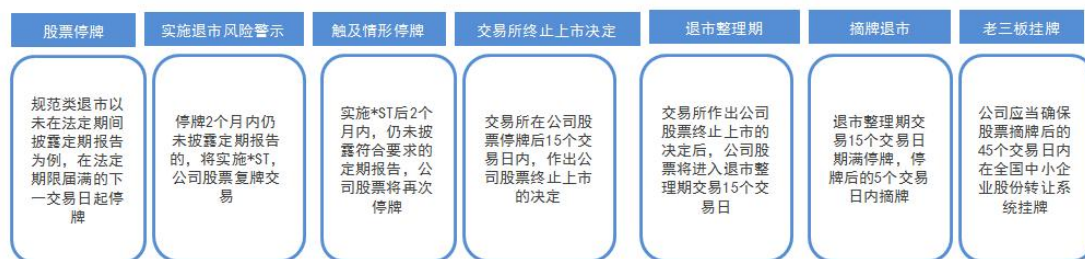 股票停牌
规范类退市以
未在法定期间
披露定期报告
为例，在法定
期限届满的下
一交易日起停
牌
实施退市风险警示
停牌2个月内仍
未披露定期报告
的，将实施*ST，
公司股票复牌交
易
触及情形停牌
实施*ST后2个
月内，仍未披
露符合要求的
定期报告，公
司股票将再次
停牌
交易所终止上市决定
交易所在公司股
票停牌后15个交
易日内，作出公
司股票终止上市
的决定
退市整理期
交易所作出公司
股票终止上市的
决定后，公司股
票将进入退市整
理期交易15个交
易日
摘牌退市
退市整理期交
易15个交易日
期满停牌，停
牌后的5个交易
日内摘牌
老三板挂牌
公司应当确保
股票摘牌后的
45个交易日内
在全国中小企
业股份转让系
统挂牌